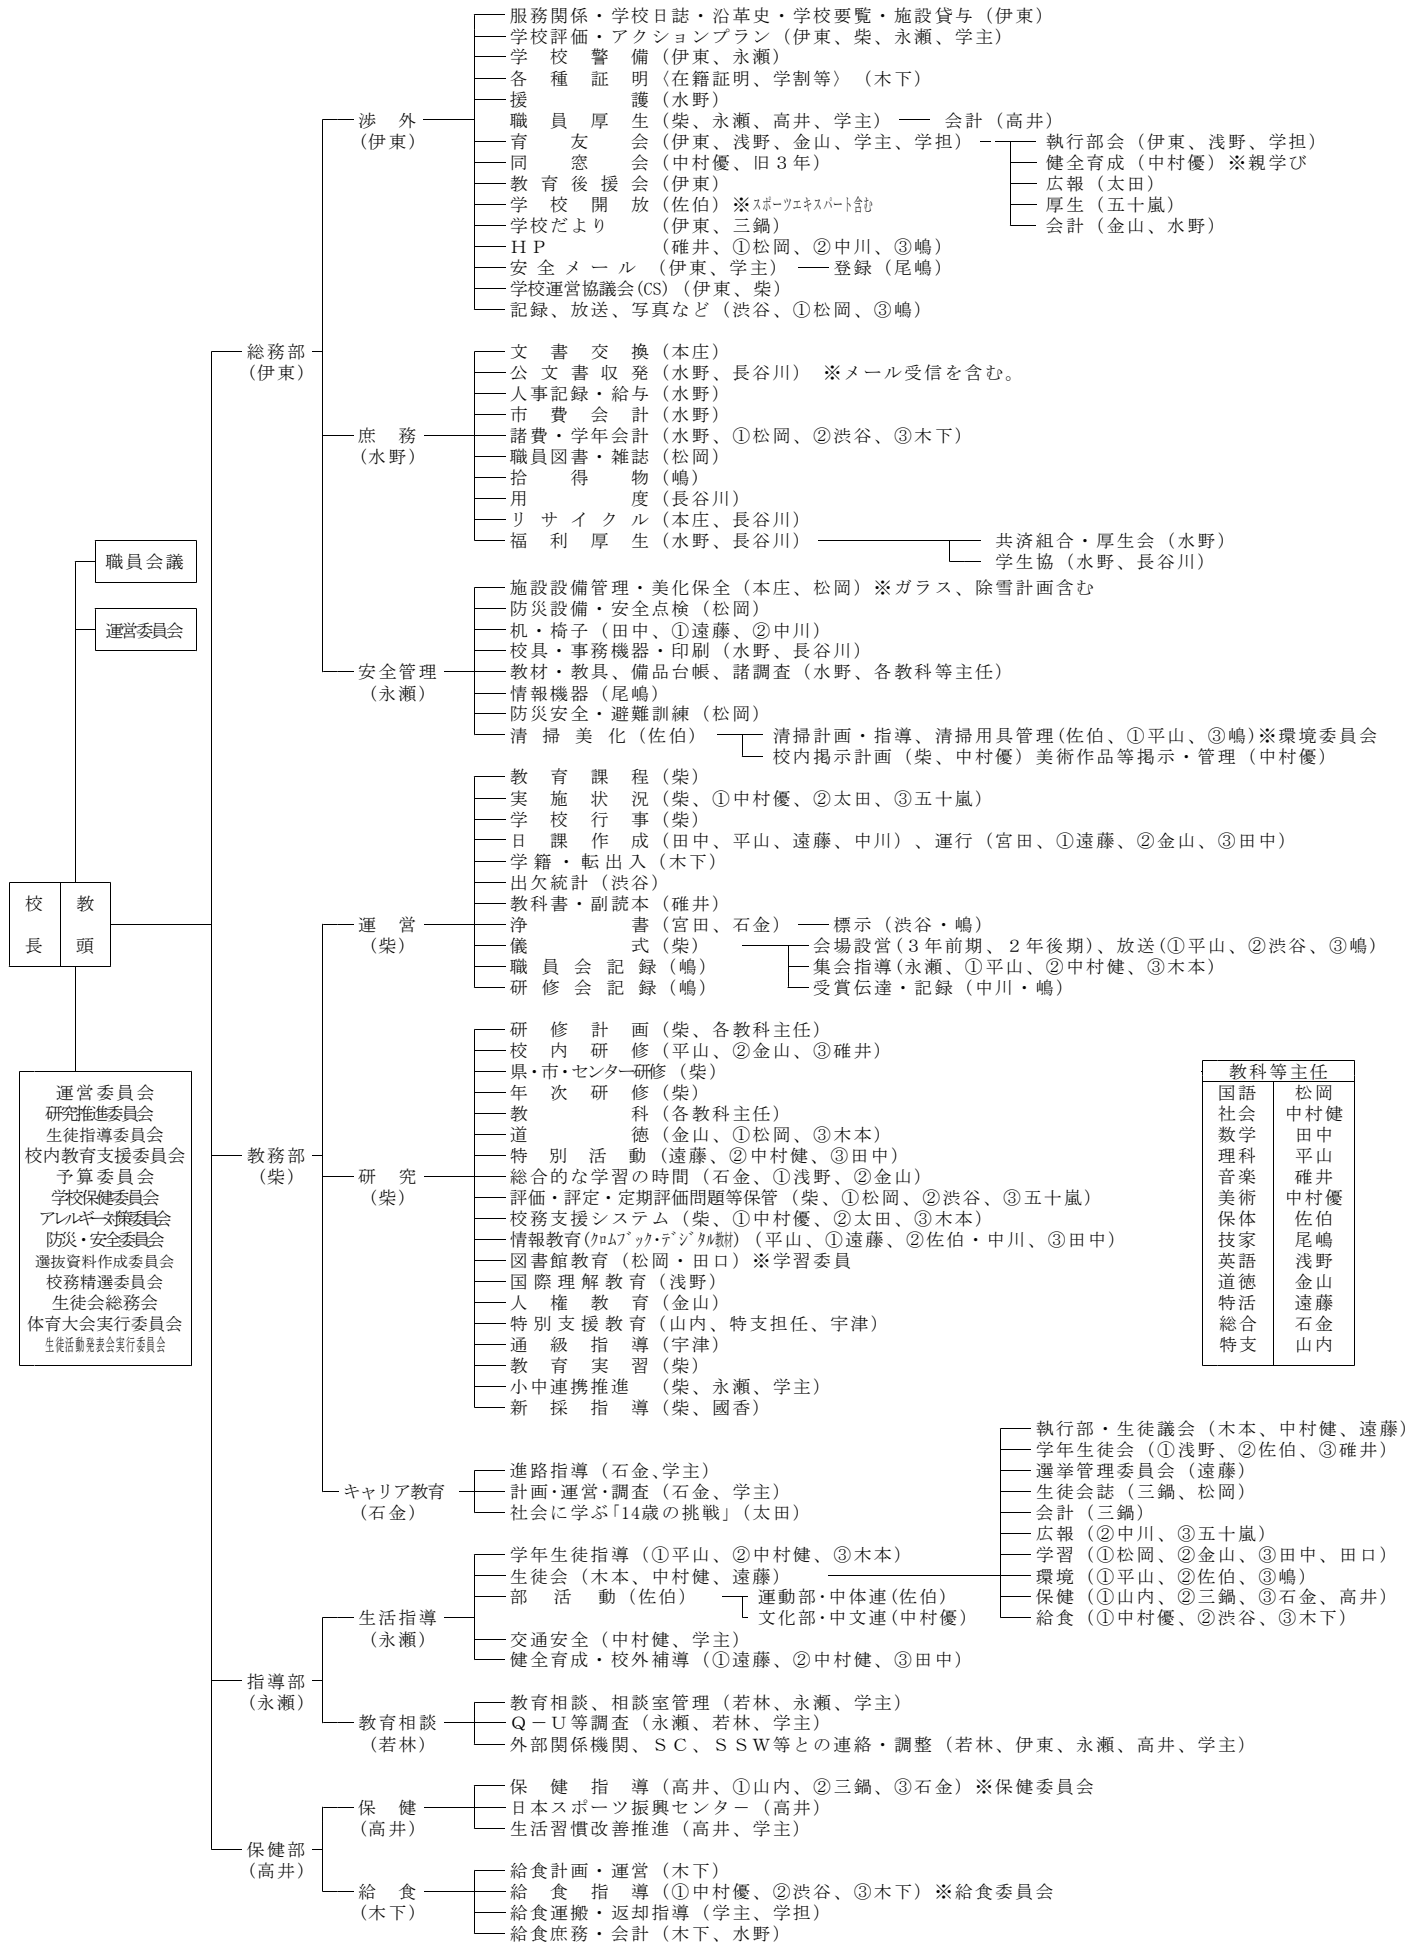 服務関係・学校日誌・沿革史・学校要覧・施設貸与（伊東）
学校評価・アクションプラン（伊東、柴、永瀬、学主）
学校警備（伊東、永瀬）
各種証明〈在籍証明、学割等〉（木下）
援護（水野）
渉外 職員厚生（柴、永瀬、高井、学主） 会計（高井）
（伊東） 育友会（伊東、浅野、金山、学主、学担） 執行部会（伊東、浅野、学担）
同窓会（中村優、旧３年） 健全育成（中村優）※親学び
教育後援会（伊東） 広報（太田）
学校開放（佐伯）※スポーツエキスパート含む 厚生（五十嵐）
学校だより（伊東、三鍋） 会計（金山、水野）
ＨＰ（碓井、①松岡、②中川、③嶋）
安全メール（伊東、学主） 登録（尾嶋）
学校運営協議会(CS)（伊東、柴）
記録、放送、写真など（渋谷、①松岡、③嶋）
総務部 文書交換（本庄）
（伊東） 公文書収発（水野、長谷川） ※メール受信を含む。
人事記録・給与（水野）
市費会計（水野）
庶務 諸費・学年会計（水野、①松岡、②渋谷、③木下）
（水野） 職員図書・雑誌（松岡）
拾得物（嶋）
用度（長谷川）
リサイクル（本庄、長谷川）
福利厚生（水野、長谷川） 共済組合・厚生会（水野）
職員会議 学生協（水野、長谷川）
施設設備管理・美化保全（本庄、松岡）※ガラス、除雪計画含む
防災設備・安全点検（松岡）
運営委員会 机・椅子（田中、①遠藤、②中川）
校具・事務機器・印刷（水野、長谷川）
安全管理 教材・教具、備品台帳、諸調査（水野、各教科等主任）
（永瀬） 情報機器（尾嶋）
防災安全・避難訓練（松岡）
清掃美化（佐伯） 清掃計画・指導、清掃用具管理(佐伯、①平山、③嶋)※環境委員会
校内掲示計画（柴、中村優）美術作品等掲示・管理（中村優）
教育課程（柴）
実施状況（柴、①中村優、②太田、③五十嵐）
学校行事（柴）
日課作成（田中、平山、遠藤、中川）、運行（宮田、①遠藤、②金山、③田中）
学籍・転出入（木下）
出欠統計（渋谷）
校長 教頭 教科書・副読本（碓井）
運営 浄書（宮田、石金） 標示（渋谷・嶋）
（柴） 儀式（柴） 会場設営(３年前期、２年後期)、放送(①平山、②渋谷、③嶋)
職員会記録（嶋） 集会指導(永瀬、①平山、②中村健、③木本)
研修会記録（嶋） 受賞伝達・記録（中川・嶋）
研修計画（柴、各教科主任）
校内研修（平山、②金山、③碓井）
県・市・センター研修（柴） 教科等主任
運営委員会 年次研修（柴） 国語 松岡
研究推進委員会 教科（各教科主任） 社会 中村健
生徒指導委員会 道徳（金山、①松岡、③木本） 数学 田中
校内教育支援委員会 教務部 特別活動（遠藤、②中村健、③田中） 理科 平山
予算委員会 （柴） 研究 総合的な学習の時間（石金、①浅野、②金山） 音楽 碓井
学校保健委員会 （柴） 評価・評定・定期評価問題等保管（柴、①松岡、②渋谷、③五十嵐） 美術 中村優
アレルギー対策委員会 校務支援システム（柴、①中村優、②太田、③木本） 保体 佐伯
防災・安全委員会 情報教育(クロムブック・デジタル教材)（平山、①遠藤、②佐伯・中川、③田中） 技家 尾嶋
選抜資料作成委員会 図書館教育（松岡・田口）※学習委員 英語 浅野
校務精選委員会 国際理解教育（浅野） 道徳 金山
生徒会総務会 人権教育（金山） 特活 遠藤
体育大会実行委員会 特別支援教育（山内、特支担任、宇津） 総合 石金
生徒活動発表会実行委員会 通級指導（宇津） 特支 山内
教育実習（柴）
小中連携推進（柴、永瀬、学主）
新採指導（柴、國香）
執行部・生徒議会（木本、中村健、遠藤）
学年生徒会（①浅野、②佐伯、③碓井）
進路指導（石金、学主） 選挙管理委員会（遠藤）
キャリア教育 計画・運営・調査（石金、学主） 生徒会誌（三鍋、松岡）
（石金） 社会に学ぶ「14歳の挑戦」（太田） 会計（三鍋）
広報（②中川、③五十嵐）
学年生徒指導（①平山、②中村健、③木本） 学習（①松岡、②金山、③田中、田口）
生徒会（木本、中村健、遠藤） 環境（①平山、②佐伯、③嶋）
部活動（佐伯） 運動部・中体連(佐伯) 保健（①山内、②三鍋、③石金、高井）
生活指導 文化部・中文連(中村優) 給食（①中村優、②渋谷、③木下）
（永瀬） 交通安全（中村健、学主）
健全育成・校外補導（①遠藤、②中村健、③田中）
指導部
（永瀬） 教育相談、相談室管理（若林、永瀬、学主）
教育相談 Ｑ－Ｕ等調査（永瀬、若林、学主）
（若林） 外部関係機関、ＳＣ、ＳＳＷ等との連絡・調整（若林、伊東、永瀬、高井、学主）
保健指導（高井、①山内、②三鍋、③石金）※保健委員会
保健 日本スポーツ振興センター（高井）
（高井） 生活習慣改善推進（高井、学主）
保健部
（高井） 給食計画・運営（木下）
給食 給食指導（①中村優、②渋谷、③木下）※給食委員会
（木下） 給食運搬・返却指導（学主、学担）
給食庶務・会計（木下、水野）